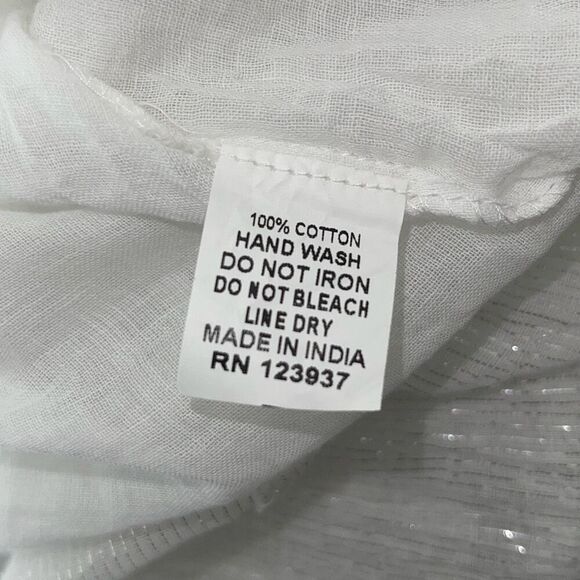 100% COTTON
HAND WASH
DO NOT IRON
DO NOT BLEACH
LINE DRY
MADE IN INDIA
RN 123937